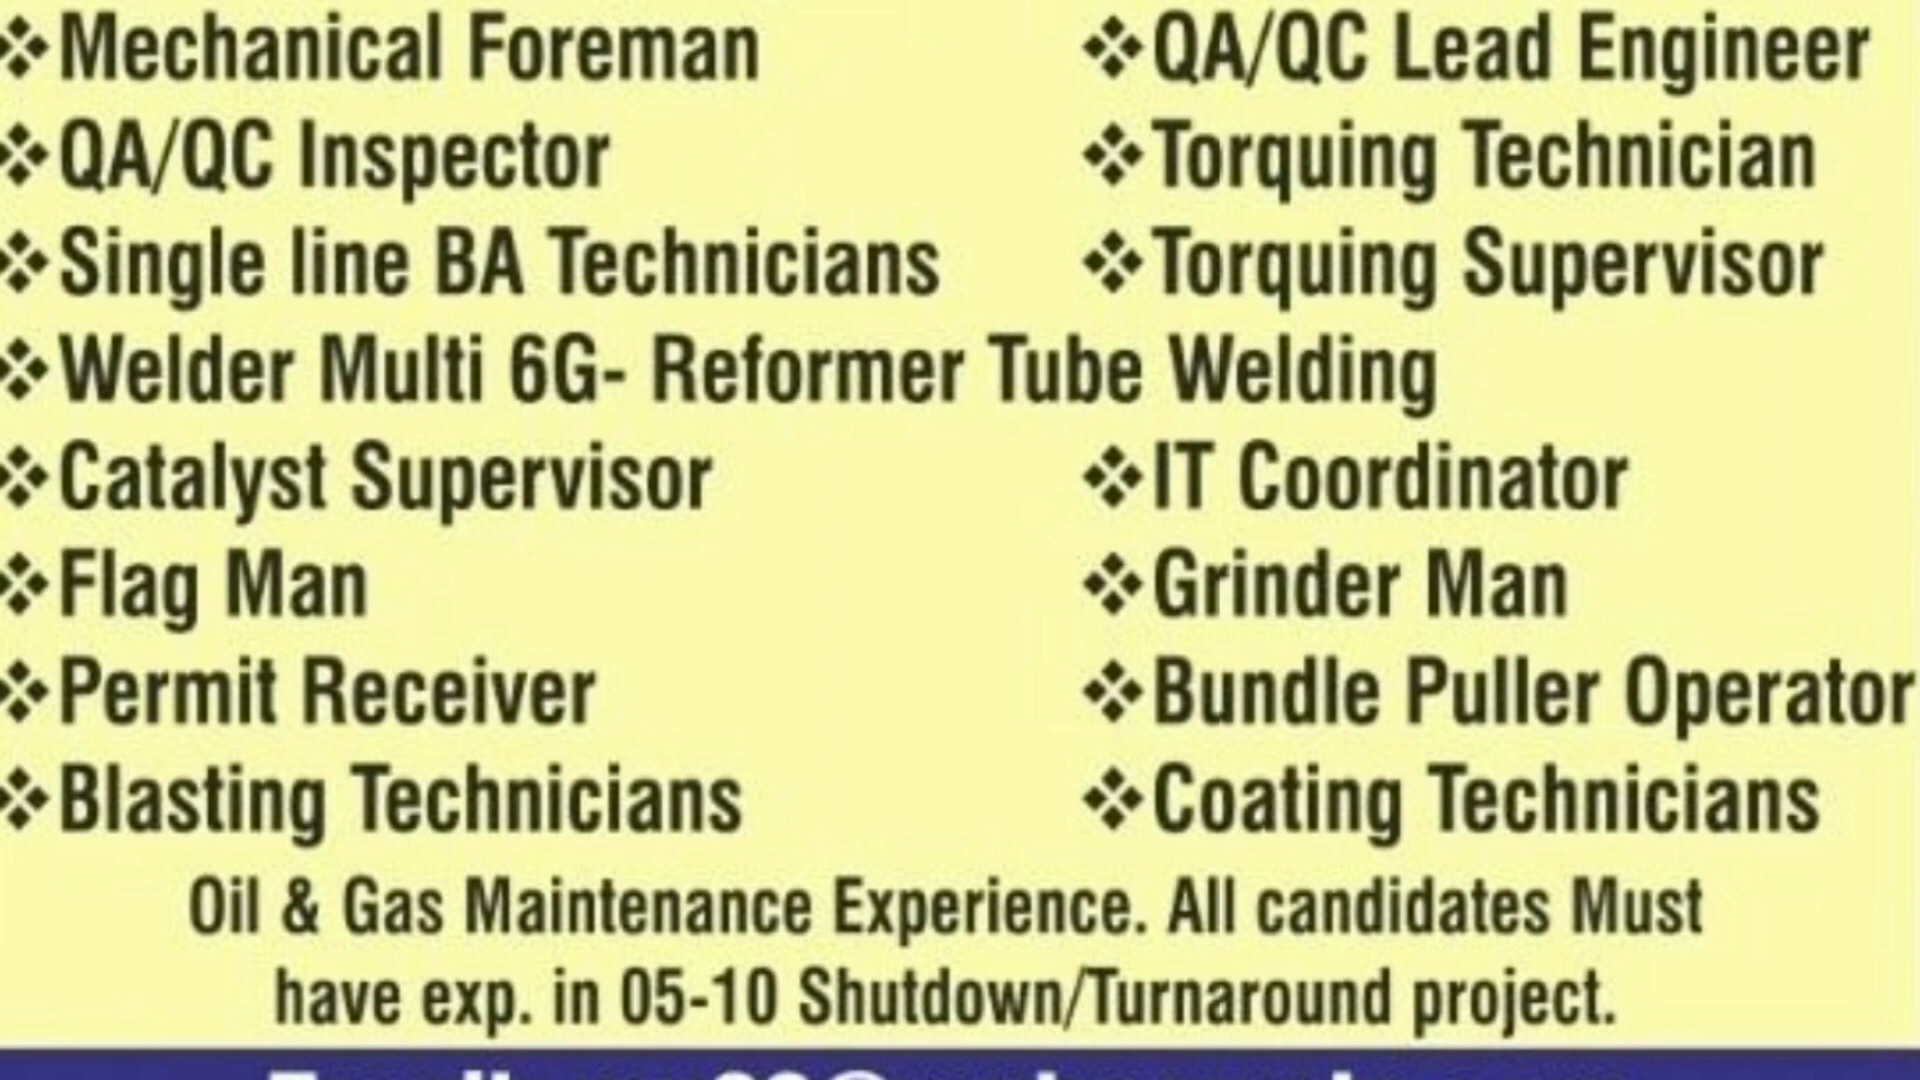 ❖Mechanical Foreman ❖QA/QC Lead Engineer
❖QA/QC Inspector ❖Torquing Technician
❖Single line BA Technicians ❖Torquing Supervisor
❖Welder Multi 6G- Reformer Tube Welding
❖Catalyst Supervisor ❖IT Coordinator
❖Flag Man ❖Grinder Man
❖Permit Receiver ❖Bundle Puller Operator
❖Blasting Technicians ❖Coating Technicians
Oil & Gas Maintenance Experience. All candidates Must
have exp. in 05-10 Shutdown/Turnaround project.